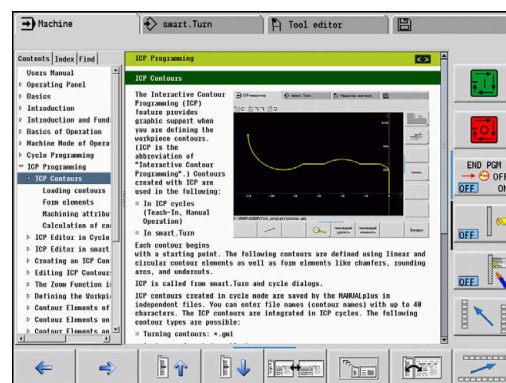 Machine
smart.Turn
Tool editor
Contents Index Find
Users Manual
Operating Panel
Basics
Introduction
Introduction and Fund
Basics of Operation
Machine Mode of Opera
Cycle Programming
ICP Programming
ICP Contours
Loading contours
Form elements
Machining attribu
Calculation of co
ICP Editor in Cycle
ICP Editor in smart
Creating an ICP Con
Editing ICP Contour
The Zoom Function i
Defining the Workpi
Contour Elements of
Contour Elements on
Contour Elements on
ICP Programming
<>
ICP Contours
The Interactive Contour
Programming (ICP)
feature provides
graphic support when
you are defining the
workpiece contours.
(ICP is the
abbreviation of
"Interactive Contour
Programming".) Contours
created with ICP are
used in the following:
In ICP cycles
(Teach-In, Manual
Operation)
In smart.Turn
Each contour begins
with a starting point. The following contours are defined using linear and
circular contour elements as well as form elements like chamfers, rounding
arcs, and undercuts.
ICP is called from smart.Turn and cycle dialogs.
ICP contours created in cycle mode are saved by the MANUALplus in
independent files. You can enter file names (contour names) with up to 40
characters. The ICP contours are integrated in ICP cycles. The following
contour types are possible:
Turning contours: *.gmi
smart.Turn
END PGM
OFF
OFF ON
OFF
OFF